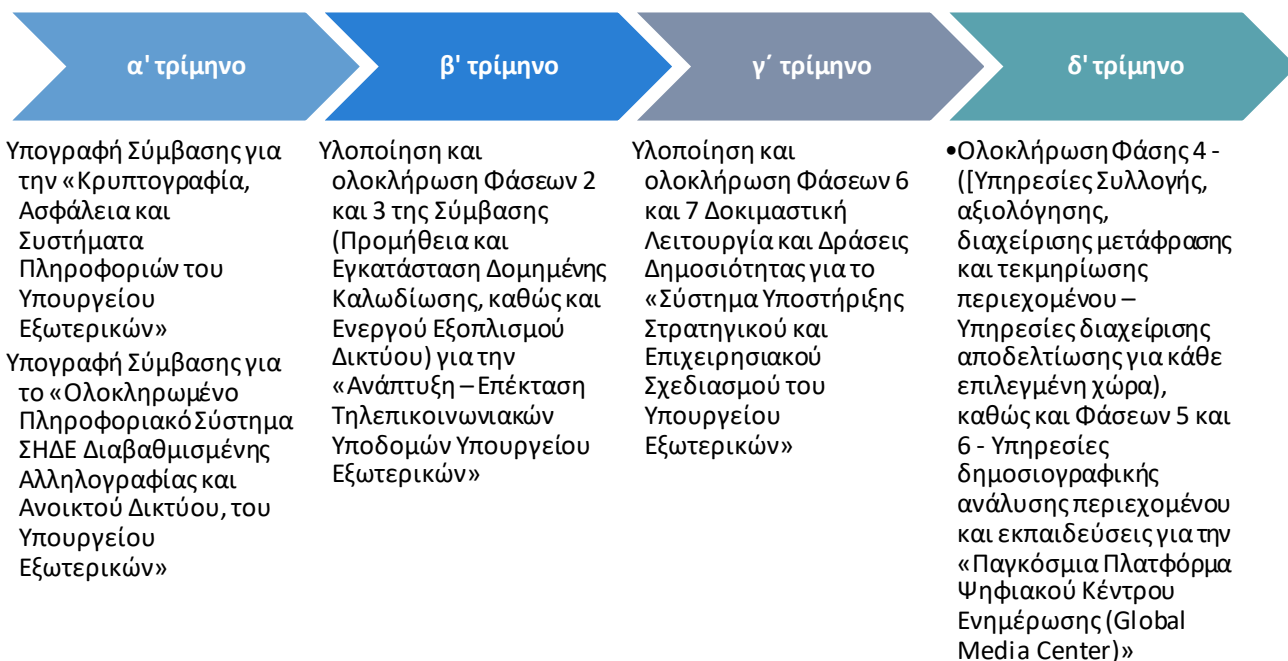 α' τρίμηνο
β' τρίμηνο
γ΄ τρίμηνο
δ' τρίμηνο
Υπογραφή Σύμβασης για
την «Κρυπτογραφία,
Ασφάλεια και
Συστήματα
Πληροφοριών του
Υπουργείου
Εξωτερικών»
Υπογραφή Σύμβασης για
το «Ολοκληρωμένο
Πληροφοριακό Σύστημα
ΣΗΔΕ Διαβαθμισμένης
Αλληλογραφίας και
Ανοικτού Δικτύου, του
Υπουργείου
Εξωτερικών»
Υλοποίηση και
ολοκλήρωση Φάσεων 2
και 3 της Σύμβασης
(Προμήθεια και
Εγκατάσταση Δομημένης
Καλωδίωσης, καθώς και
Ενεργού Εξοπλισμού
Δικτύου) για την
«Ανάπτυξη – Επέκταση
Τηλεπικοινωνιακών
Υποδομών Υπουργείου
Εξωτερικών»
Υλοποίηση και
ολοκλήρωση Φάσεων 6
και 7 Δοκιμαστική
Λειτουργία και Δράσεις
Δημοσιότητας για το
«Σύστημα Υποστήριξης
Στρατηγικού και
Επιχειρησιακού
Σχεδιασμού του
Υπουργείου
Εξωτερικών»
•Ολοκλήρωση Φάσης 4 -
([Υπηρεσίες Συλλογής,
αξιολόγησης,
διαχείρισης μετάφρασης
και τεκμηρίωσης
περιεχομένου –
Υπηρεσίες διαχείρισης
αποδελτίωσης για κάθε
επιλεγμένη χώρα),
καθώς και Φάσεων 5 και
6 - Υπηρεσίες
δημοσιογραφικής
ανάλυσης περιεχομένου
και εκπαιδεύσεις για την
«Παγκόσμια Πλατφόρμα
Ψηφιακού Κέντρου
Ενημέρωσης (Global
Media Center)»